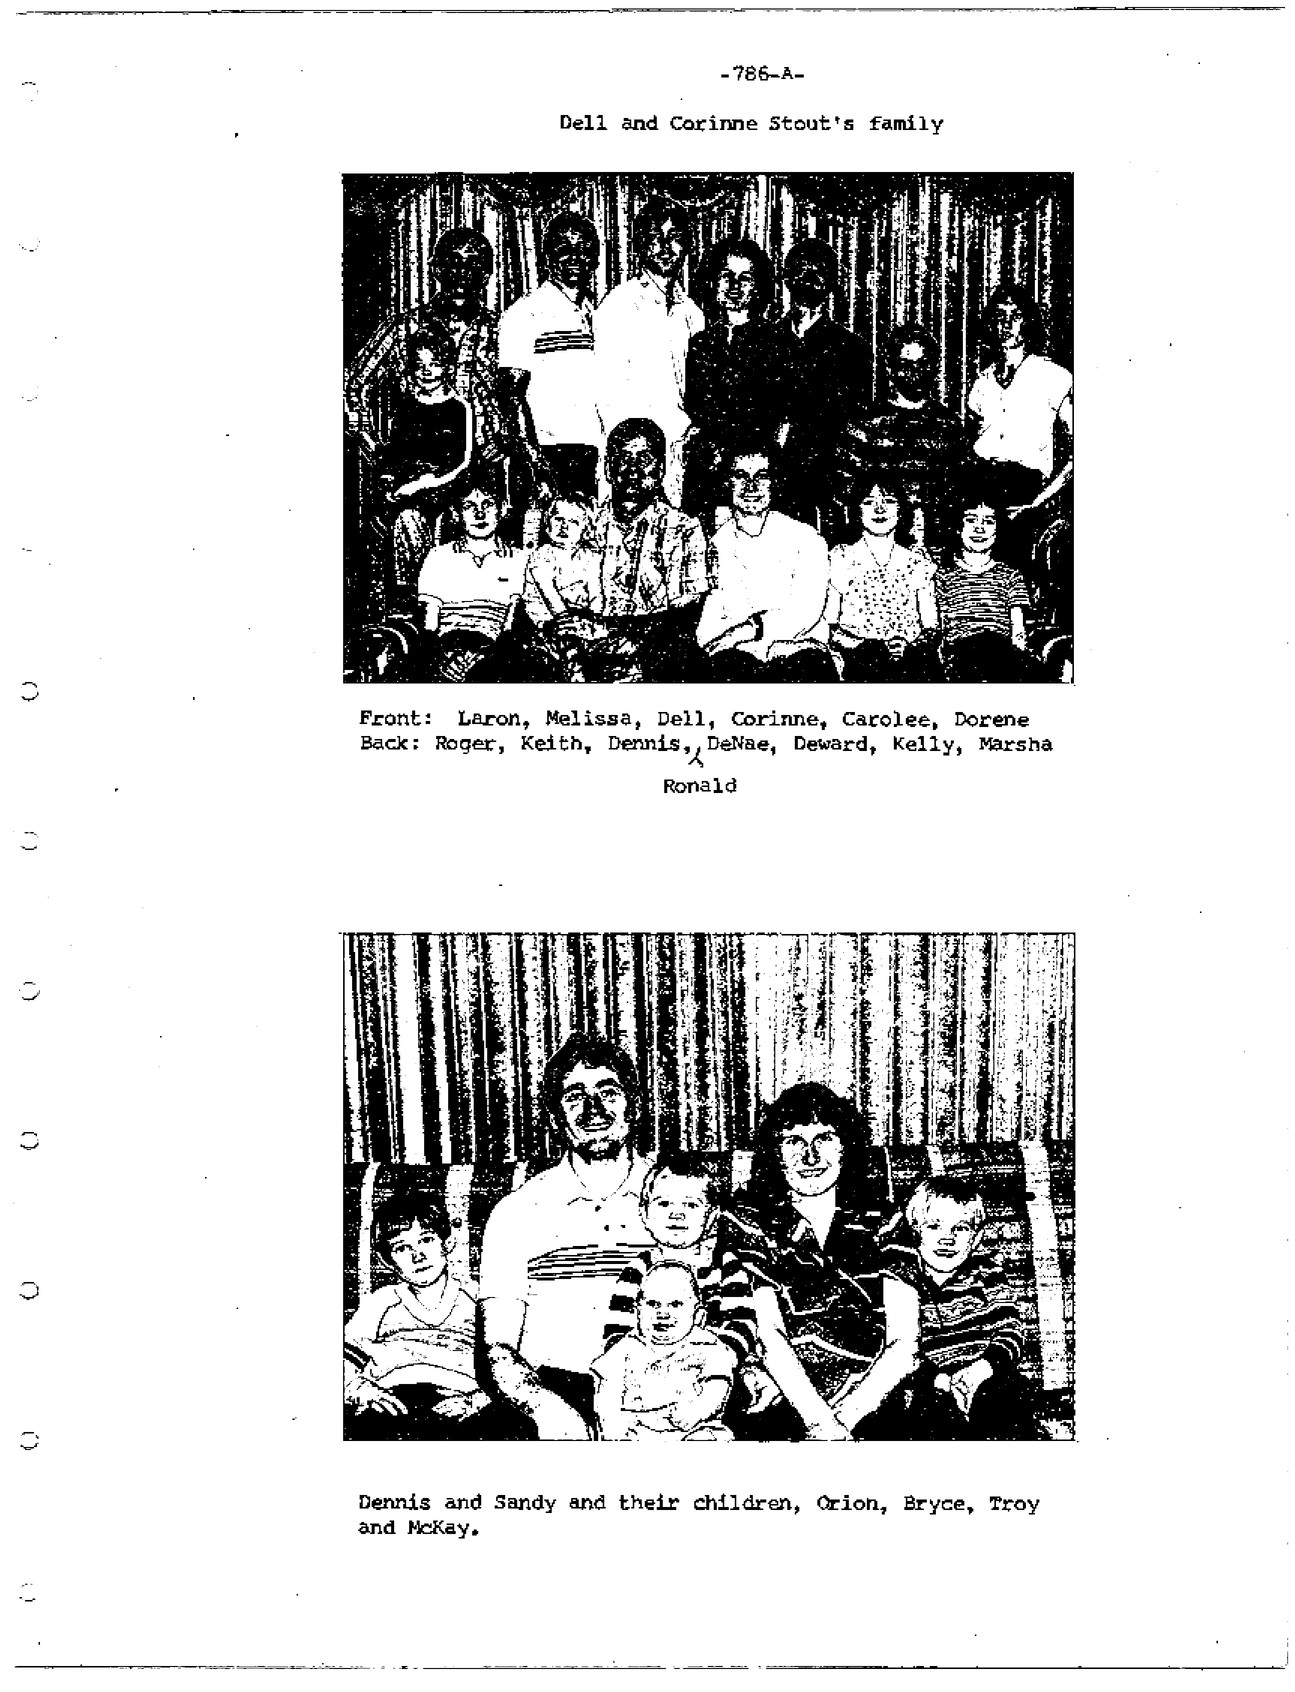 -786-A-
Dell and Corinne Stout's family
Front: Laron, Melissa, Dell, Corinne, Carolee, Dorene
Back: Roger, Keith, Dennis, DeNae, Deward, Kelly, Marsha
Ronald
Dennis and Sandy and their children, Orion, Bryce, Troy
and McKay.